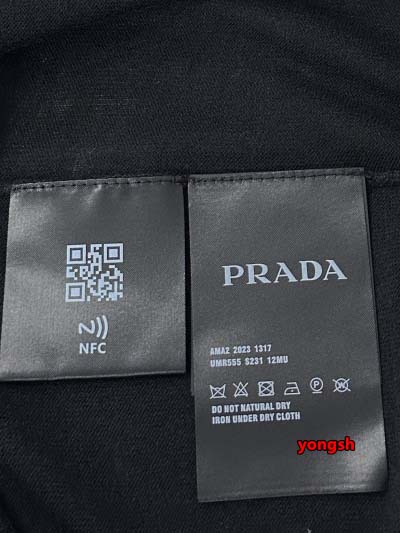 NFC
PRADA
AMA2 2023 1317
UMR555 S231 12MU
DO NOT NATURAL DRY
IRON UNDER DRY CLOTH
yongsh